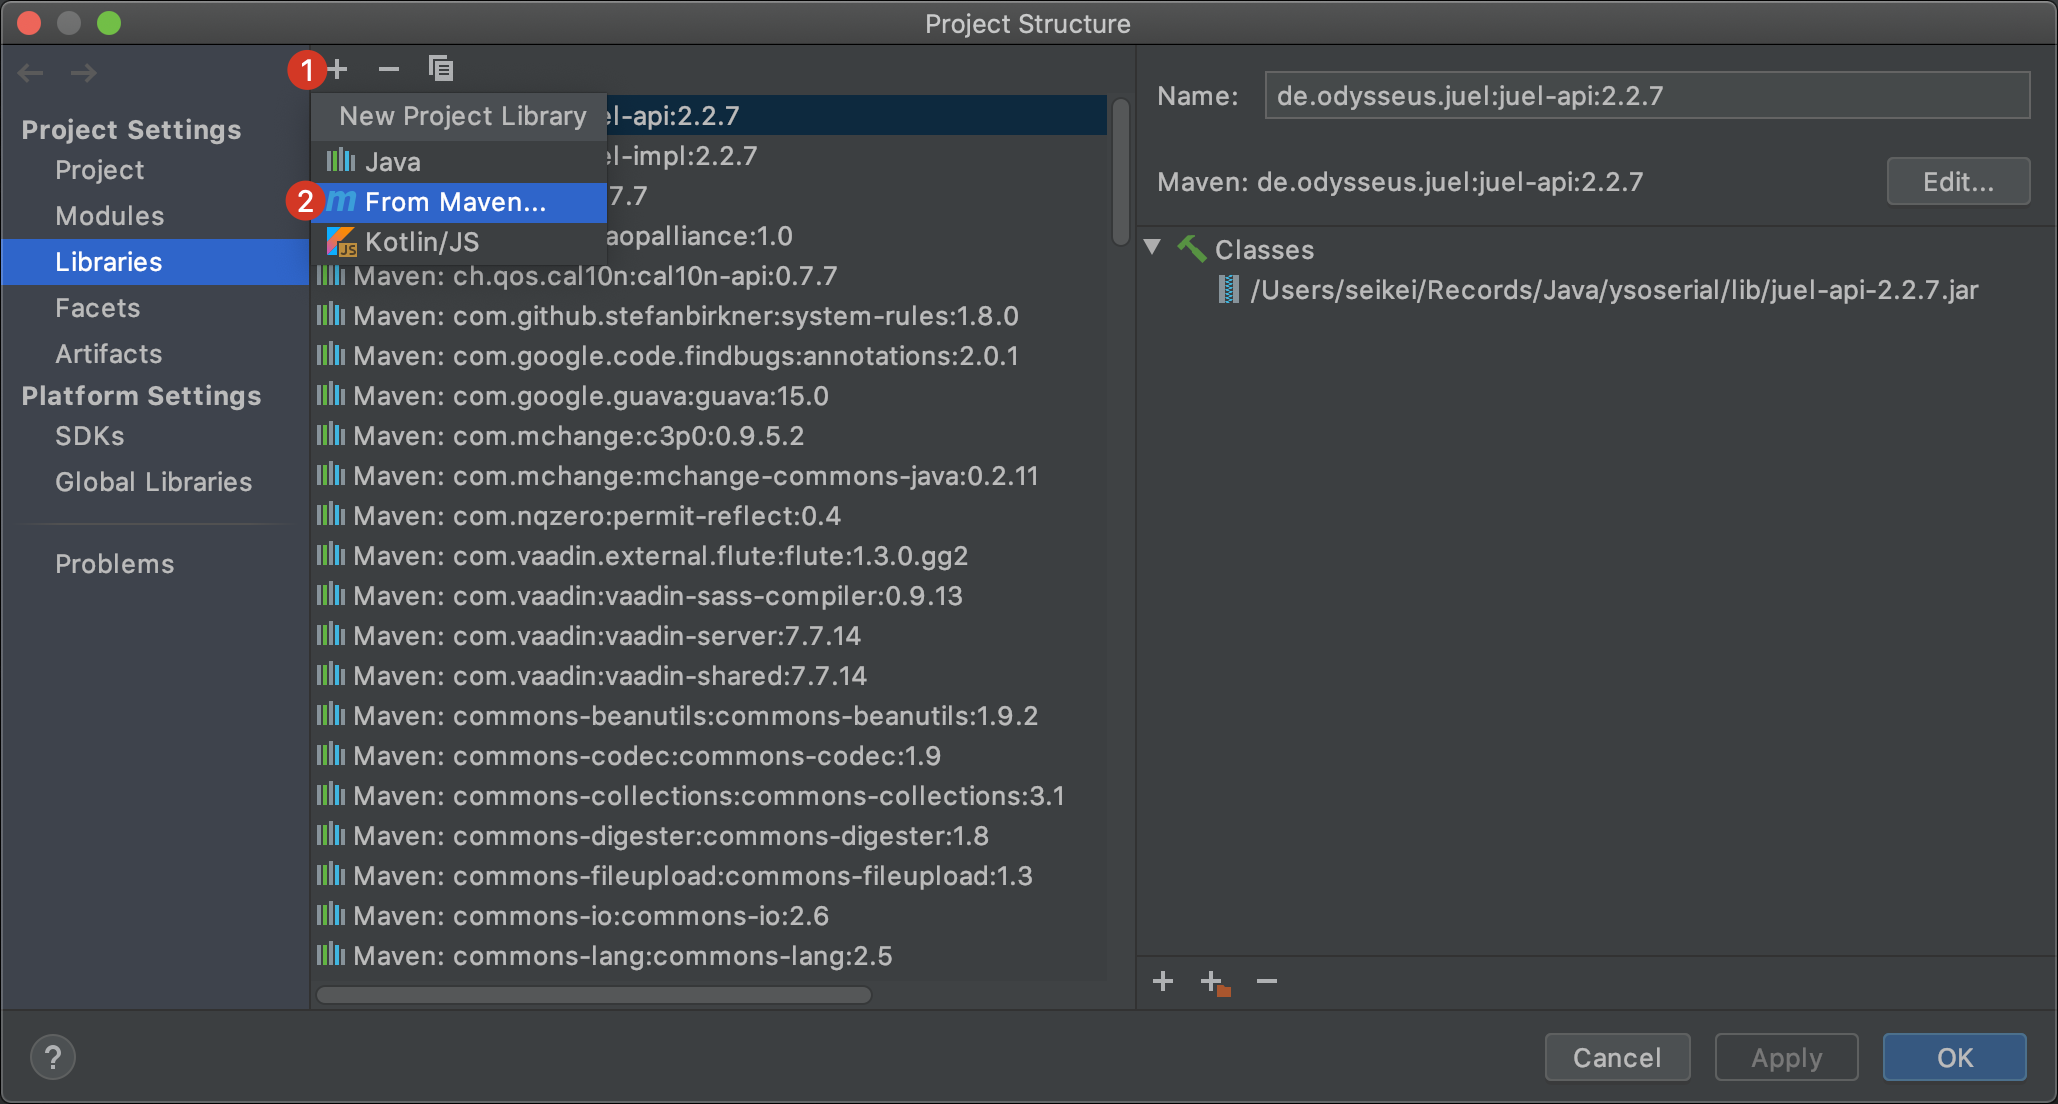 Project Structure
1
New Project Library
Java
2
m
From Maven...
Kotlin/JS
JS
Project Settings
Project
Modules
Libraries
Facets
Artifacts
Platform Settings
SDKs
Global Libraries
Problems
el-api:2.2.7
el-impl:2.2.7
7.7
aopalliance:1.0
Maven: ch.qos.cal10n:cal10n-api:0.7.7
Maven: com.github.stefanbirkner:system-rules:1.8.0
Maven: com.google.code.findbugs:annotations:2.0.1
Maven: com.google.guava:guava:15.0
Maven: com.mchange:c3p0:0.9.5.2
Maven: com.mchange:mchange-commons-java:0.2.11
Maven: com.nqzero:permit-reflect:0.4
Maven: com.vaadin.external.flute:flute:1.3.0.gg2
Maven: com.vaadin:vaadin-sass-compiler:0.9.13
Maven: com.vaadin:vaadin-server:7.7.14
Maven: com.vaadin:vaadin-shared:7.7.14
Maven: commons-beanutils:commons-beanutils:1.9.2
Maven: commons-codec:commons-codec:1.9
Maven: commons-collections:commons-collections:3.1
Maven: commons-digester:commons-digester:1.8
Maven: commons-fileupload:commons-fileupload:1.3
Maven: commons-io:commons-io:2.6
Maven: commons-lang:commons-lang:2.5
Name: de.odysseus.juel:juel-api:2.2.7
Maven: de.odysseus.juel:juel-api:2.2.7
Edit...
Classes
/Users/seikei/Records/Java/ysoserial/lib/juel-api-2.2.7.jar
?
Cancel
Apply
OK